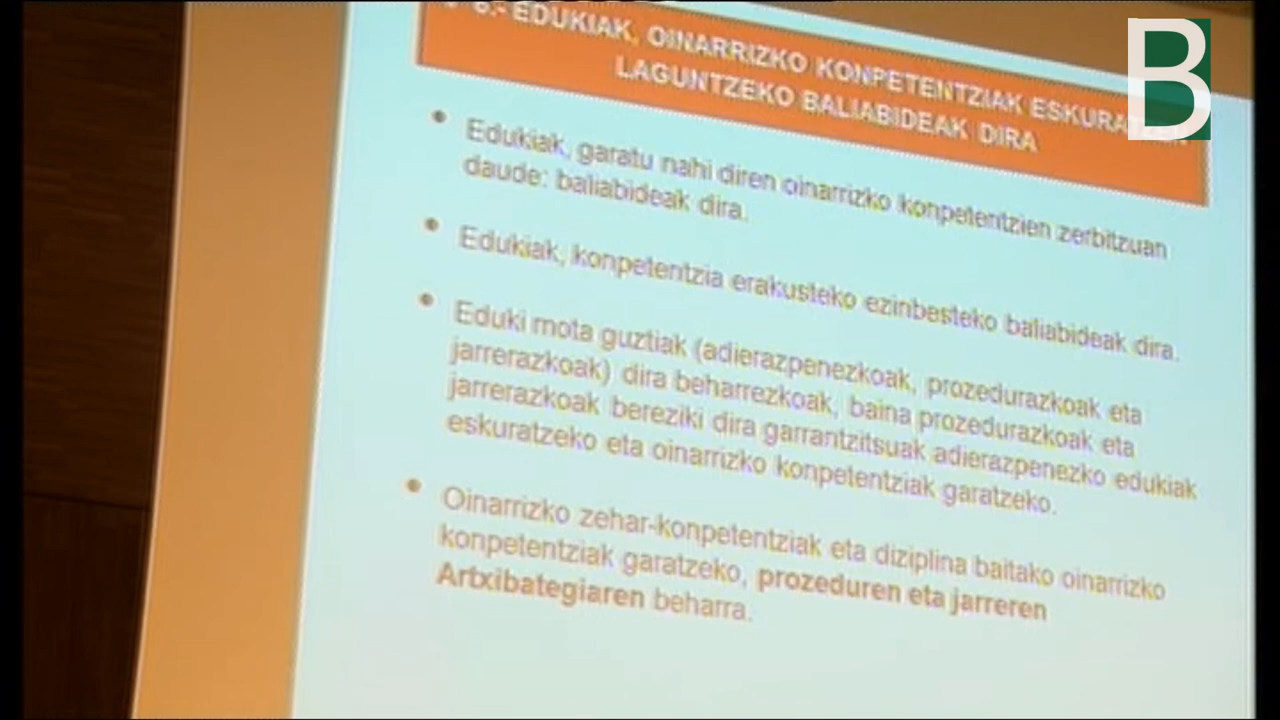 6.- EDUKIAK, OINARRIZKO KONPETENTZIAK
LAGUNTZEKO BALIABIDEAK DIRA
B
• Edukiak, garatu nahi diren oinarrizko konpetentzien zerbitzuan
daude: baliabideak dira.
• Edukiak, konpetentzia erakusteko ezinbesteko baliabideak dira.
• Eduki mota guztiak (adierazpenezkoak, prozedurazkoak eta
jarrerazkoak) dira beharrezkoak, baina prozedurazkoak eta
jarrerazkoak bereziki dira garrantzitsuak adierazpenezko edukiak
eskuratzeko eta oinarrizko konpetentziak garatzeko.
• Oinarrizko zehar-konpetentziak eta diziplina baitako oinarrizko
konpetentziak garatzeko, prozeduren eta jarreren
Artxibategiaren beharra.